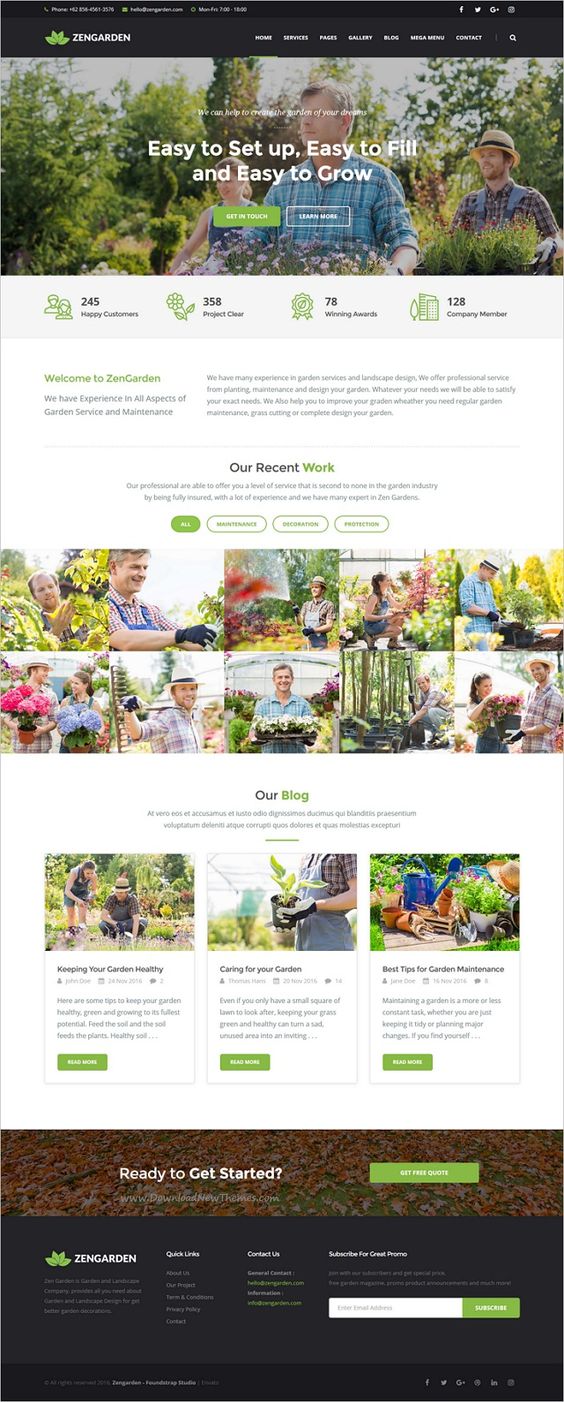 Phone: +62 856-4561-3576 hello@zengarden.com Mon-Fri: 7:00 - 18:00
ZENGARDEN HOME SERVICES PAGES GALLERY BLOG MEGA MENU CONTACT
We can help to create the garden of your dreams
Easy to Set up, Easy to Fill
and Easy to Grow
GET IN TOUCH LEARN MORE
245 358 78 128
Happy Customers Project Clear Winning Awards Company Member
Welcome to ZenGarden
We have Experience In All Aspects of
Garden Service and Maintenance
We have many experience in garden services and landscape design, We offer professional service
from planting, maintenance and design your garden. Whatever your needs we will be able to satisfy
your exact needs. We Also help you to improve your graden wheather you need regular garden
maintenance, grass cutting or complete design your garden.
Our Recent Work
Our professional are able to offer you a level of service that is second to none in the garden industry
by being fully insured, with a lot of experience and we have many expert in Zen Gardens.
ALL MAINTENANCE DECORATION PROTECTION
Our Blog
At vero eos et accusamus et iusto odio dignissimos ducimus qui blanditiis praesentium
voluptatum deleniti atque corrupti quos dolores et quas molestias excepturi
Keeping Your Garden Healthy
John Doe 24 Nov 2016 2
Here are some tips to keep your garden
healthy, green and growing to its fullest
potential. Feed the soil and the soil
feeds the plants. Healthy soil . . .
READ MORE
Caring for your Garden
Thomas Ham 20 Nov 2016 14
Even if you only have a small square of
lawn to look after, keeping your grass
green and healthy can turn a sad,
unused area into an inviting . . .
READ MORE
Best Tips for Garden Maintenance
Jane Doe 16 Nov 2016 8
Maintaining a garden is a more or less
constant task, whether you are just
keeping it tidy or planning major
changes. If you find yourself . . .
READ MORE
Ready to Get Started? GET FREE QUOTE
www.DownloadNewThemes.com
ZENGARDEN
Zen Garden is Garden and Landscape
Company, provides all you need about
Garden and Landscape Design for get
better garden decorations.
Quick Links
About Us
Our Project
Term & Conditions
Privacy Policy
Contact
Contact Us
General Contact :
hello@zengarden.com
Information :
info@zengarden.com
Subscribe For Great Promo
Join with our subscribers and get special price,
free garden magazine, promo product announcements and much more!
Enter Email Address SUBSCRIBE
© All rights reserved 2016, Zengarden - Foundstrap Studio | Envato